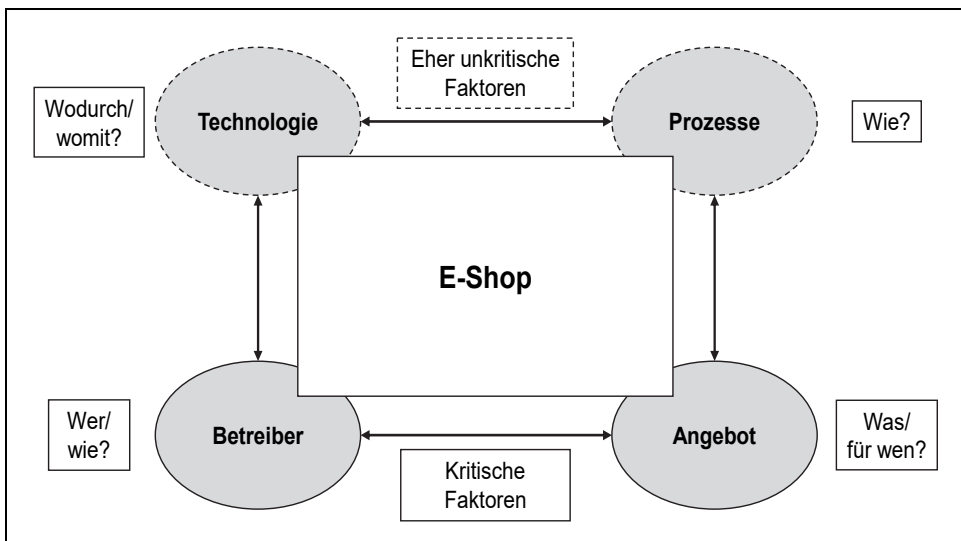 Eher unkritische
Faktoren
Wodurch/
womit?
Technologie
Prozesse
Wie?
E-Shop
Wer/
wie?
Betreiber
Angebot
Was/
für wen?
Kritische
Faktoren